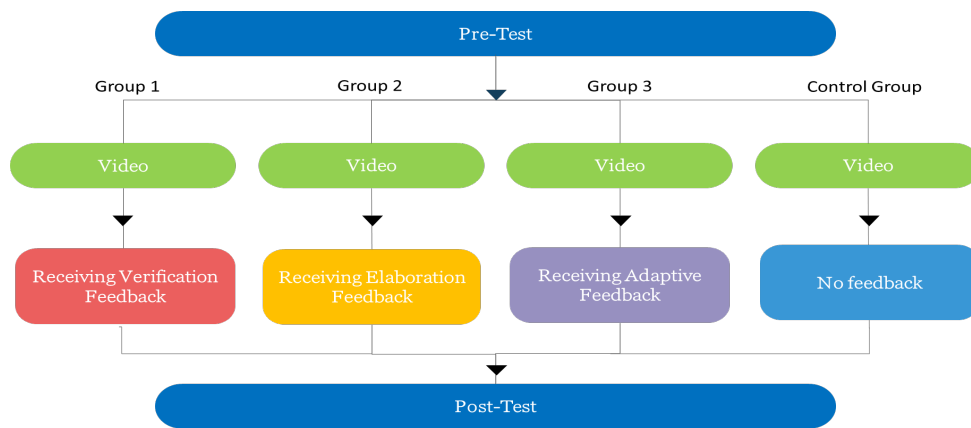 Pre-Test
Group 1
Group 2
Group 3
Control Group
Video
Video
Video
Video
Receiving Verification
Feedback
Receiving Elaboration
Feedback
Receiving Adaptive
Feedback
No feedback
Post-Test